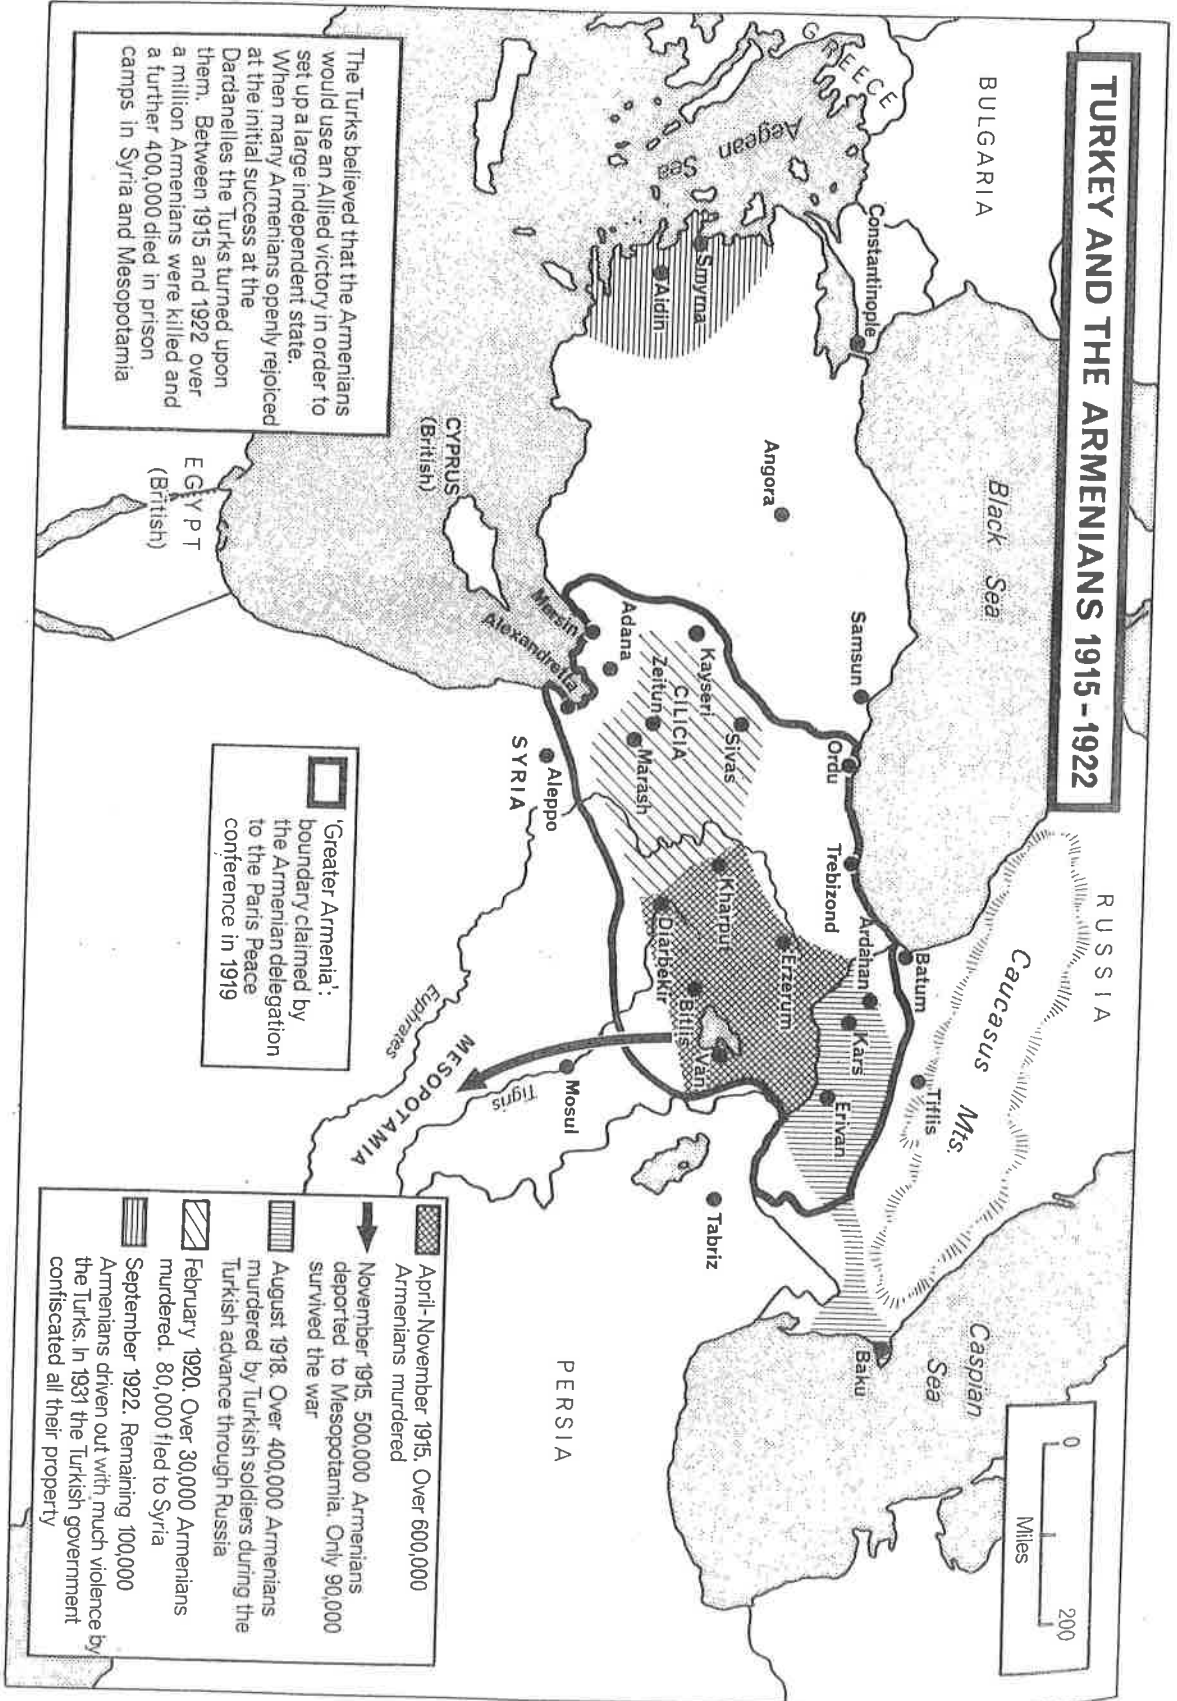 TURKEY AND THE ARMENIANS 1915-1922
BULGARIA
GREECE
Aegean
Sea
Constantinople
Smyrna
Aidin
Black Sea
Angora
Samsun
Ordu
Trebizond
RUSSIA
Caucasus Mts.
Batum
Tiflis
Ardahan
Kars
Erivan
Caspian
Sea
Baku
0 200
Miles
Kayseri
Sivas
CILICIA
Zeitun
Marash
Adana
Mersin
Alexandretta
Kharput
Erzerum
Diarbekir
Bitlis
Van
Aleppo
SYRIA
Mosul
Tigris
Euphrates
MESOPOTAMIA
Tabriz
PERSIA
CYPRUS
(British)
EGYPT
(British)
The Turks believed that the Armenians
would use an Allied victory in order to
set up a large independent state.
When many Armenians openly rejoiced
at the initial success at the
Dardanelles the Turks turned upon
them. Between 1915 and 1922 over
a million Armenians were killed and
a further 400,000 died in prison
camps in Syria and Mesopotamia
'Greater Armenia':
boundary claimed by
the Armenian delegation
to the Paris Peace
conference in 1919
April-November 1915. Over 600,000
Armenians murdered
November 1915. 500,000 Armenians
deported to Mesopotamia. Only 90,000
survived the war
August 1918. Over 400,000 Armenians
murdered by Turkish soldiers during the
Turkish advance through Russia
February 1920. Over 30,000 Armenians
murdered. 80,000 fled to Syria
September 1922. Remaining 100,000
Armenians driven out with much violence by
the Turks. In 1931 the Turkish government
confiscated all their property